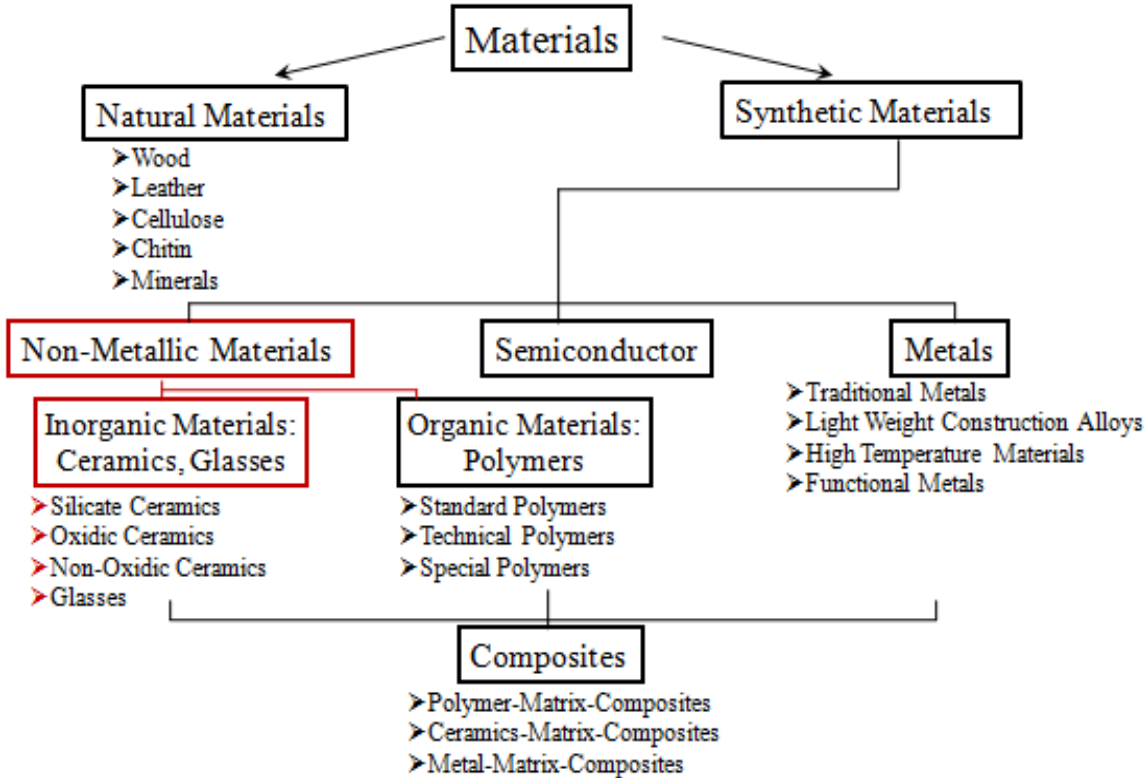 Materials
Natural Materials
Synthetic Materials
➤Wood
➤Leather
➤Cellulose
➤Chitin
➤Minerals
Non-Metallic Materials
Semiconductor
Metals
➤Traditional Metals
➤Light Weight Construction Alloys
➤High Temperature Materials
➤Functional Metals
Inorganic Materials:
Ceramics, Glasses
➤Silicate Ceramics
➤Oxidic Ceramics
➤Non-Oxidic Ceramics
➤Glasses
Organic Materials:
Polymers
➤Standard Polymers
➤Technical Polymers
➤Special Polymers
Composites
➤Polymer-Matrix-Composites
➤Ceramics-Matrix-Composites
➤Metal-Matrix-Composites